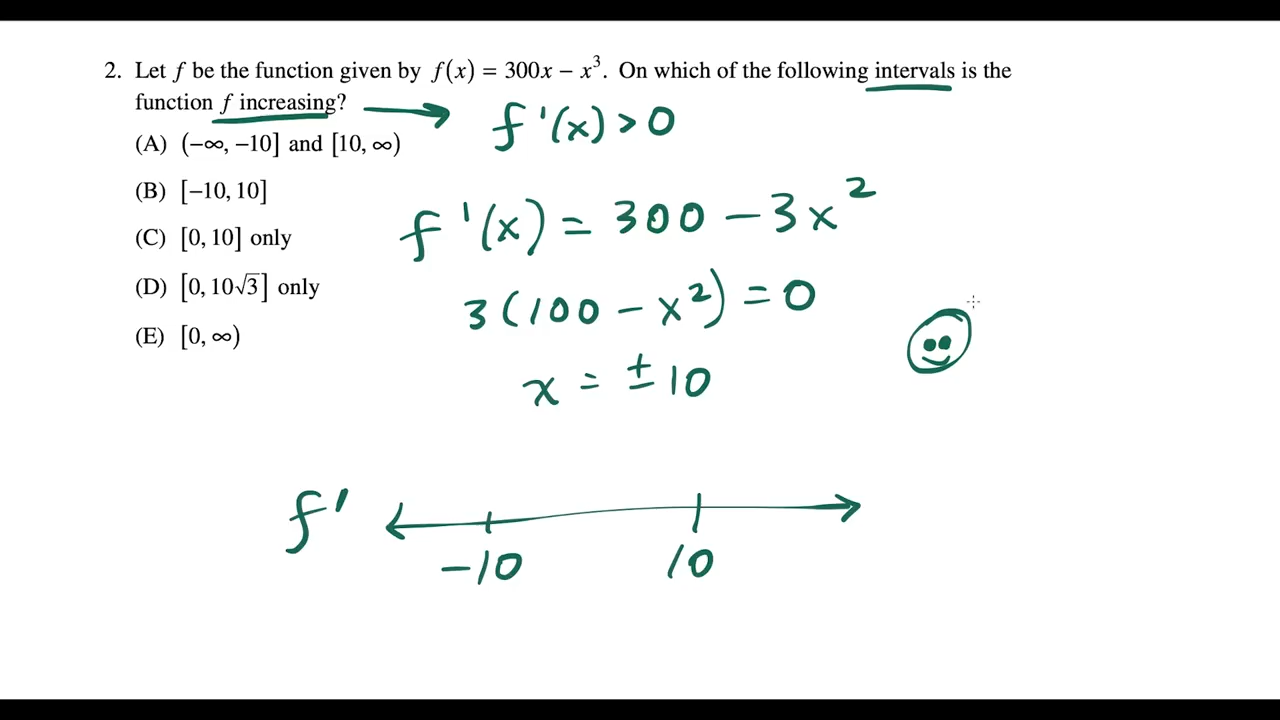 2. Let f be the function given by f(x) = 300x − x³. On which of the following intervals is the
function f increasing? → f'(x) > 0
(A) (−∞, −10] and [10, ∞)
(B) [−10, 10]
f'(x) = 300 − 3x²
(C) [0, 10] only
(D) [0, 10√3] only
3(100 − x²) = 0
(E) [0, ∞)
x = ± 10
f'
−10 10